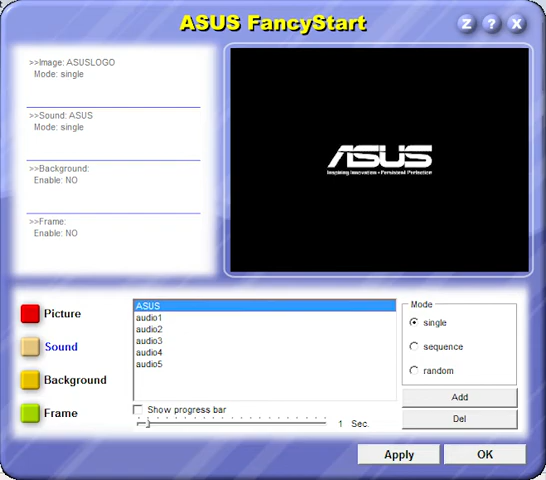 ASUS FancyStart
Z ? X
>>Image: ASUSLOGO
Mode: single
>>Sound: ASUS
Mode: single
>>Background:
Enable: NO
>>Frame:
Enable: NO
ASUS
Inspiring Innovation • Persistent Perfection
Picture
Sound
Background
Frame
ASUS
audio1
audio2
audio3
audio4
audio5
Show progress bar
1 Sec.
Mode
single
sequence
random
Add
Del
Apply
OK